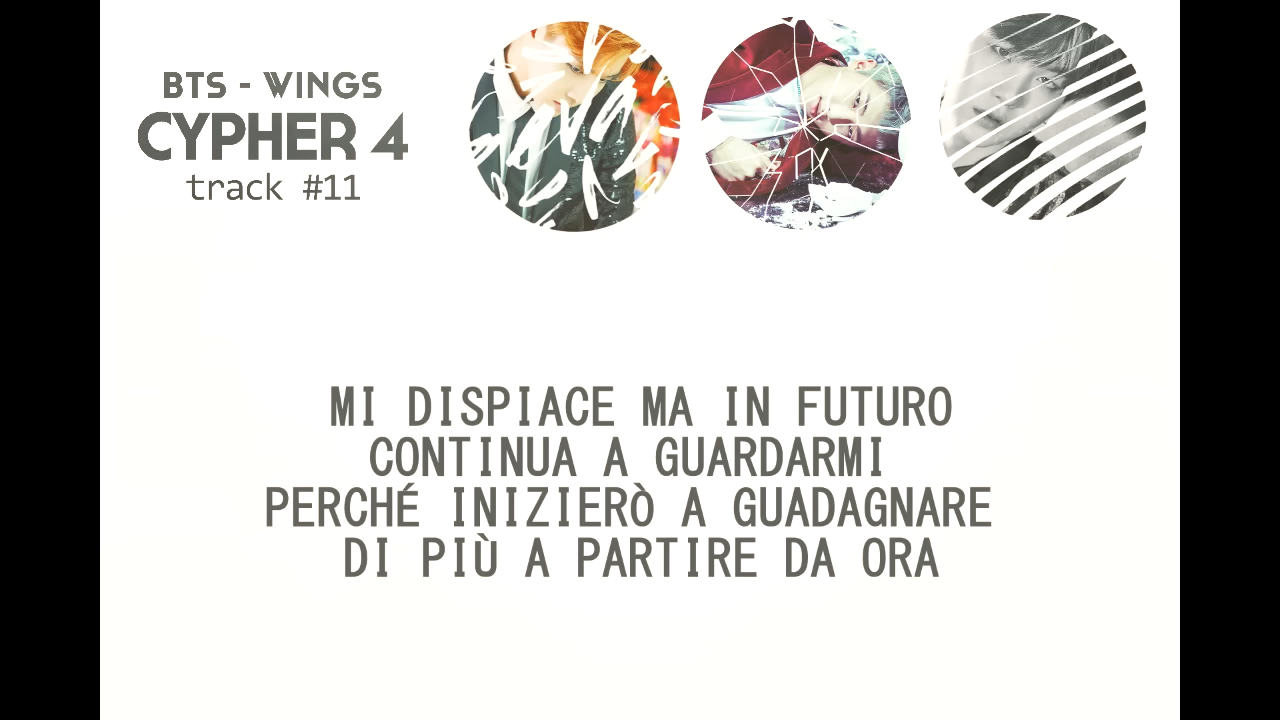 BTS - WINGS
CYPHER 4
track #11
MI DISPIACE MA IN FUTURO
CONTINUA A GUARDARMI
PERCHÉ INIZIERÒ A GUADAGNARE
DI PIÙ A PARTIRE DA ORA